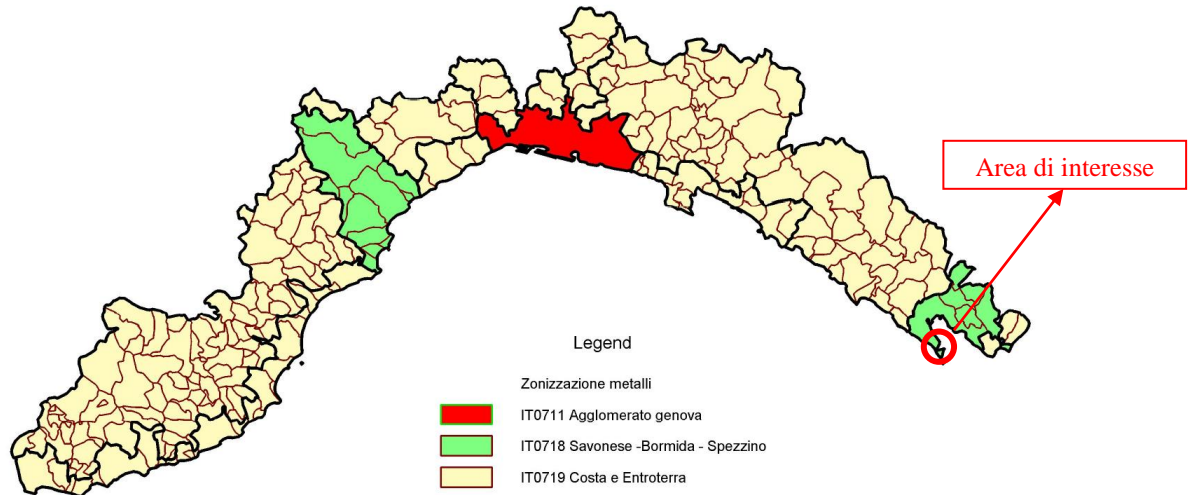 Area di interesse
Legend
Zonizzazione metalli
IT0711 Agglomerato genova
IT0718 Savonese -Bormida - Spezzino
IT0719 Costa e Entroterra